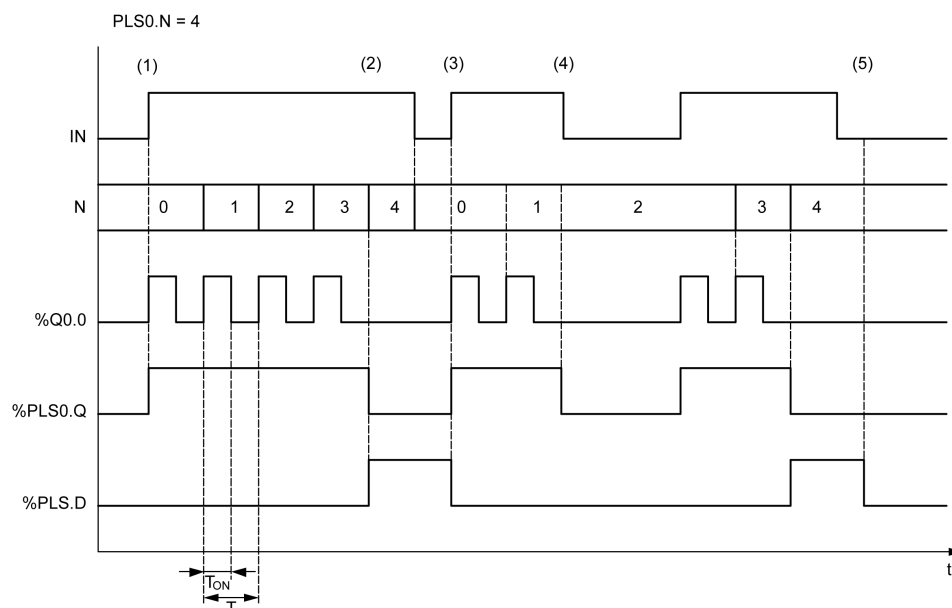 PLS0.N = 4
(1) (2) (3) (4) (5)
IN
N 0 1 2 3 4 0 1 2 3 4
%Q0.0
%PLS0.Q
%PLS.D
t
TON
T